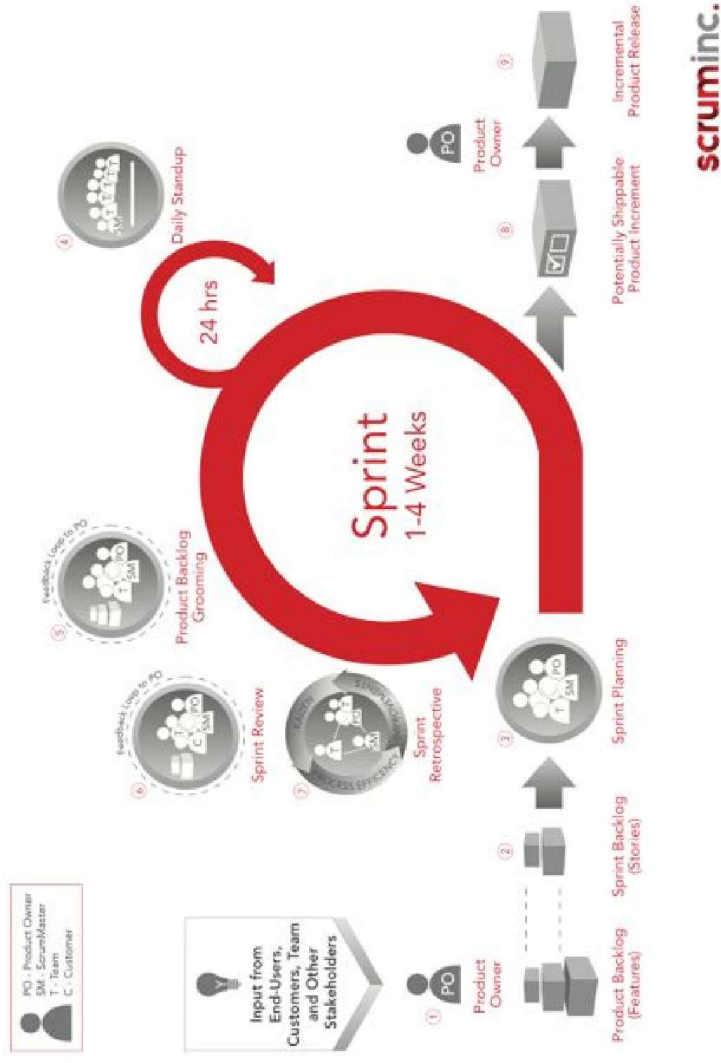 PO - Product Owner
SM - ScrumMaster
T - Team
C - Customer
Input from
End-Users,
Customers, Team
and Other
Stakeholders
①
PO
Product
Owner
Product Backlog
(Features)
②
Sprint Backlog
(Stories)
③
T
SM
PO
Sprint Planning
④
SM
T
T
T
T
T
Daily Standup
24 hrs
Sprint
1-4 Weeks
⑤
Feedback Loop to PO
T
SM
PO
Product Backlog
Grooming
⑥
Feedback Loop to PO
C
T
SM
PO
Sprint Review
⑦
KAIZEN
IMPROVEMENTS
PROCESS EFFICENCY
T
T
PO
SM
Sprint
Retrospective
⑧
Potentially Shippable
Product Increment
PO
Product
Owner
⑨
Incremental
Product Release
scruminc.